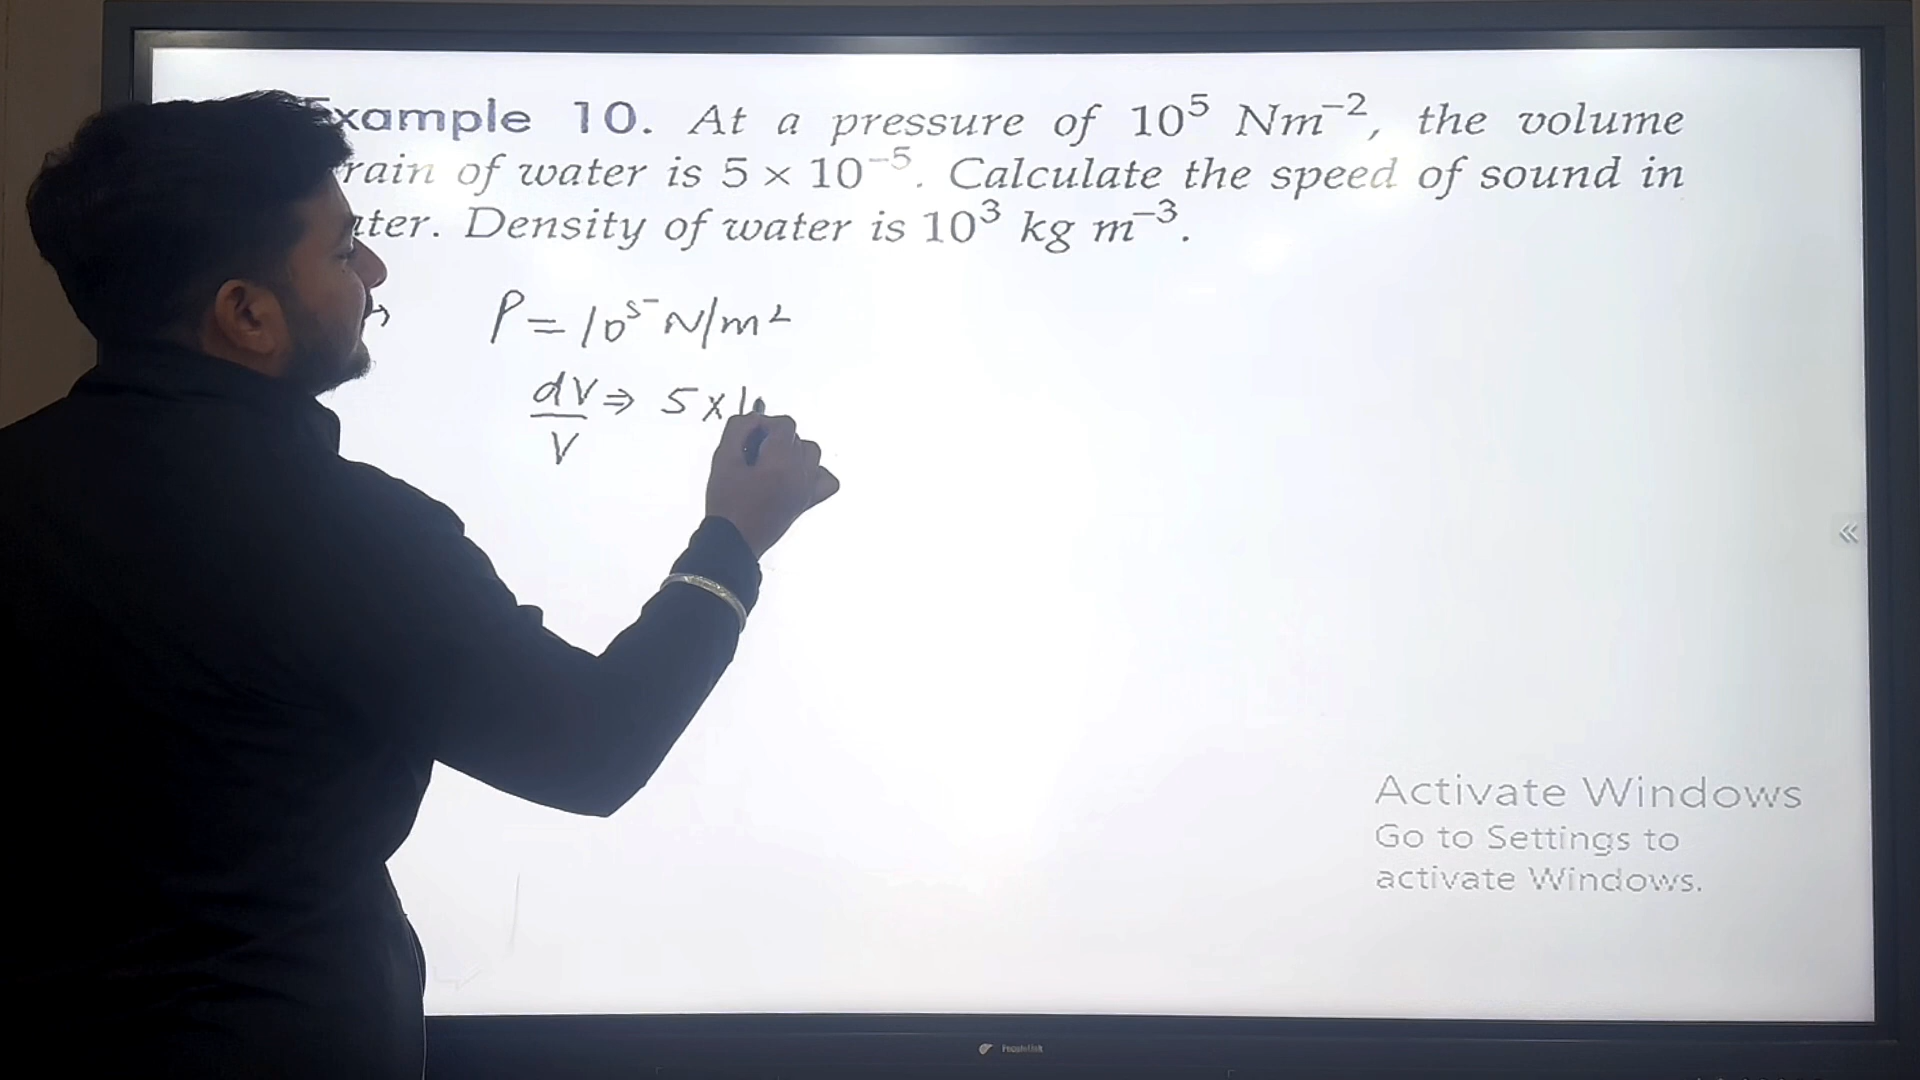 Example 10. At a pressure of 10⁵ Nm⁻², the volume
rain of water is 5 × 10⁻⁵. Calculate the speed of sound in
ater. Density of water is 10³ kg m⁻³.
P = 10⁵ N/m²
dV/V ⇒ 5 × 1
Activate Windows
Go to Settings to
activate Windows.
«